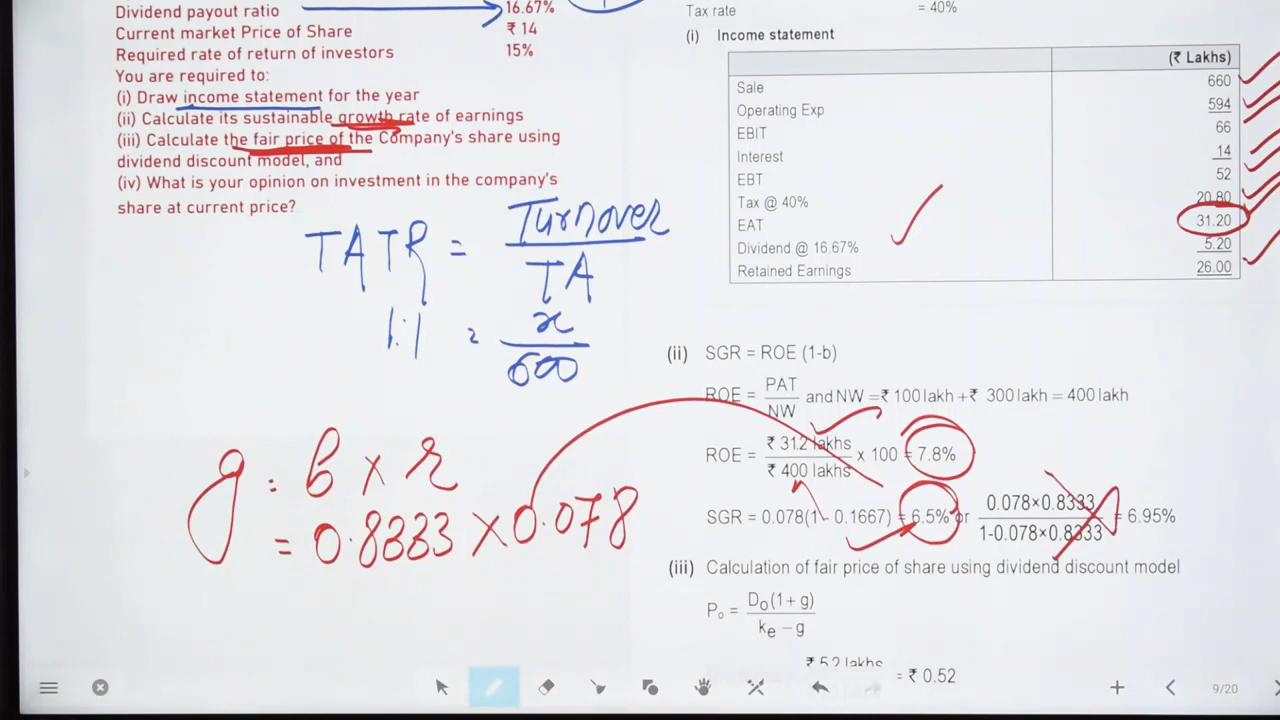 Dividend payout ratio 16.67%
Current market Price of Share ₹ 14
Required rate of return of investors 15%
You are required to:
(i) Draw income statement for the year
(ii) Calculate its sustainable growth rate of earnings
(iii) Calculate the fair price of the Company's share using
dividend discount model, and
(iv) What is your opinion on investment in the company's
share at current price?
TATR = Turnover
TA
1:1 = x
600
g = b × r
= 0.8333 × 0.078
Tax rate = 40%
(i) Income statement
(₹ Lakhs)
Sale 660
Operating Exp 594
EBIT 66
Interest 14
EBT 52
Tax @ 40% 20.80
EAT 31.20
Dividend @ 16.67% 5.20
Retained Earnings 26.00
(ii) SGR = ROE (1-b)
ROE = PAT
NW and NW = ₹ 100 lakh + ₹ 300 lakh = 400 lakh
ROE = ₹ 31.2 lakhs
₹ 400 lakhs × 100 = 7.8%
SGR = 0.078(1 - 0.1667) = 6.5% or 0.078×0.8333
1-0.078×0.8333 = 6.95%
(iii) Calculation of fair price of share using dividend discount model
Po = Do(1+g)
ke – g
= ₹ 0.52
9/20